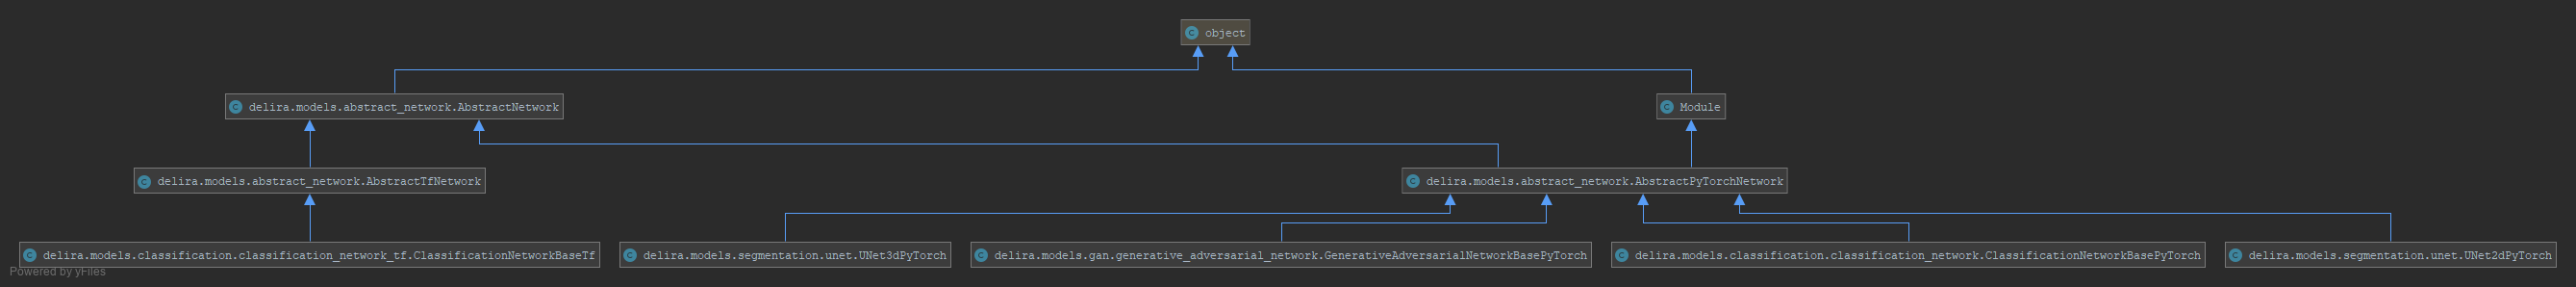 object
delira.models.abstract_network.AbstractNetwork
Module
delira.models.abstract_network.AbstractTfNetwork
delira.models.abstract_network.AbstractPyTorchNetwork
delira.models.classification.classification_network_tf.ClassificationNetworkBaseTf
delira.models.segmentation.unet.UNet3dPyTorch
delira.models.gan.generative_adversarial_network.GenerativeAdversarialNetworkBasePyTorch
delira.models.classification.classification_network.ClassificationNetworkBasePyTorch
delira.models.segmentation.unet.UNet2dPyTorch
Powered by yFiles